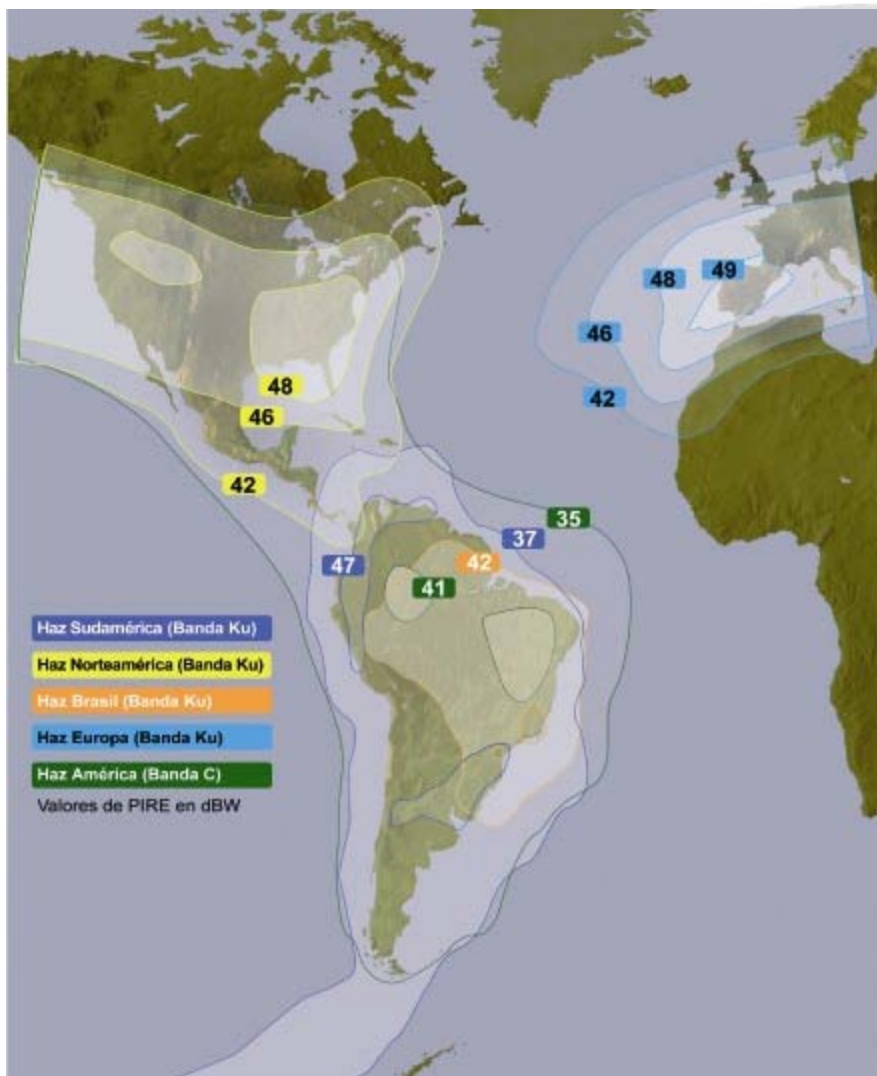 49
48
46
48
46
42
42
35
37
47
42
41
Haz Sudamérica (Banda Ku)
Haz Norteamérica (Banda Ku)
Haz Brasil (Banda Ku)
Haz Europa (Banda Ku)
Haz América (Banda C)
Valores de PIRE en dBW